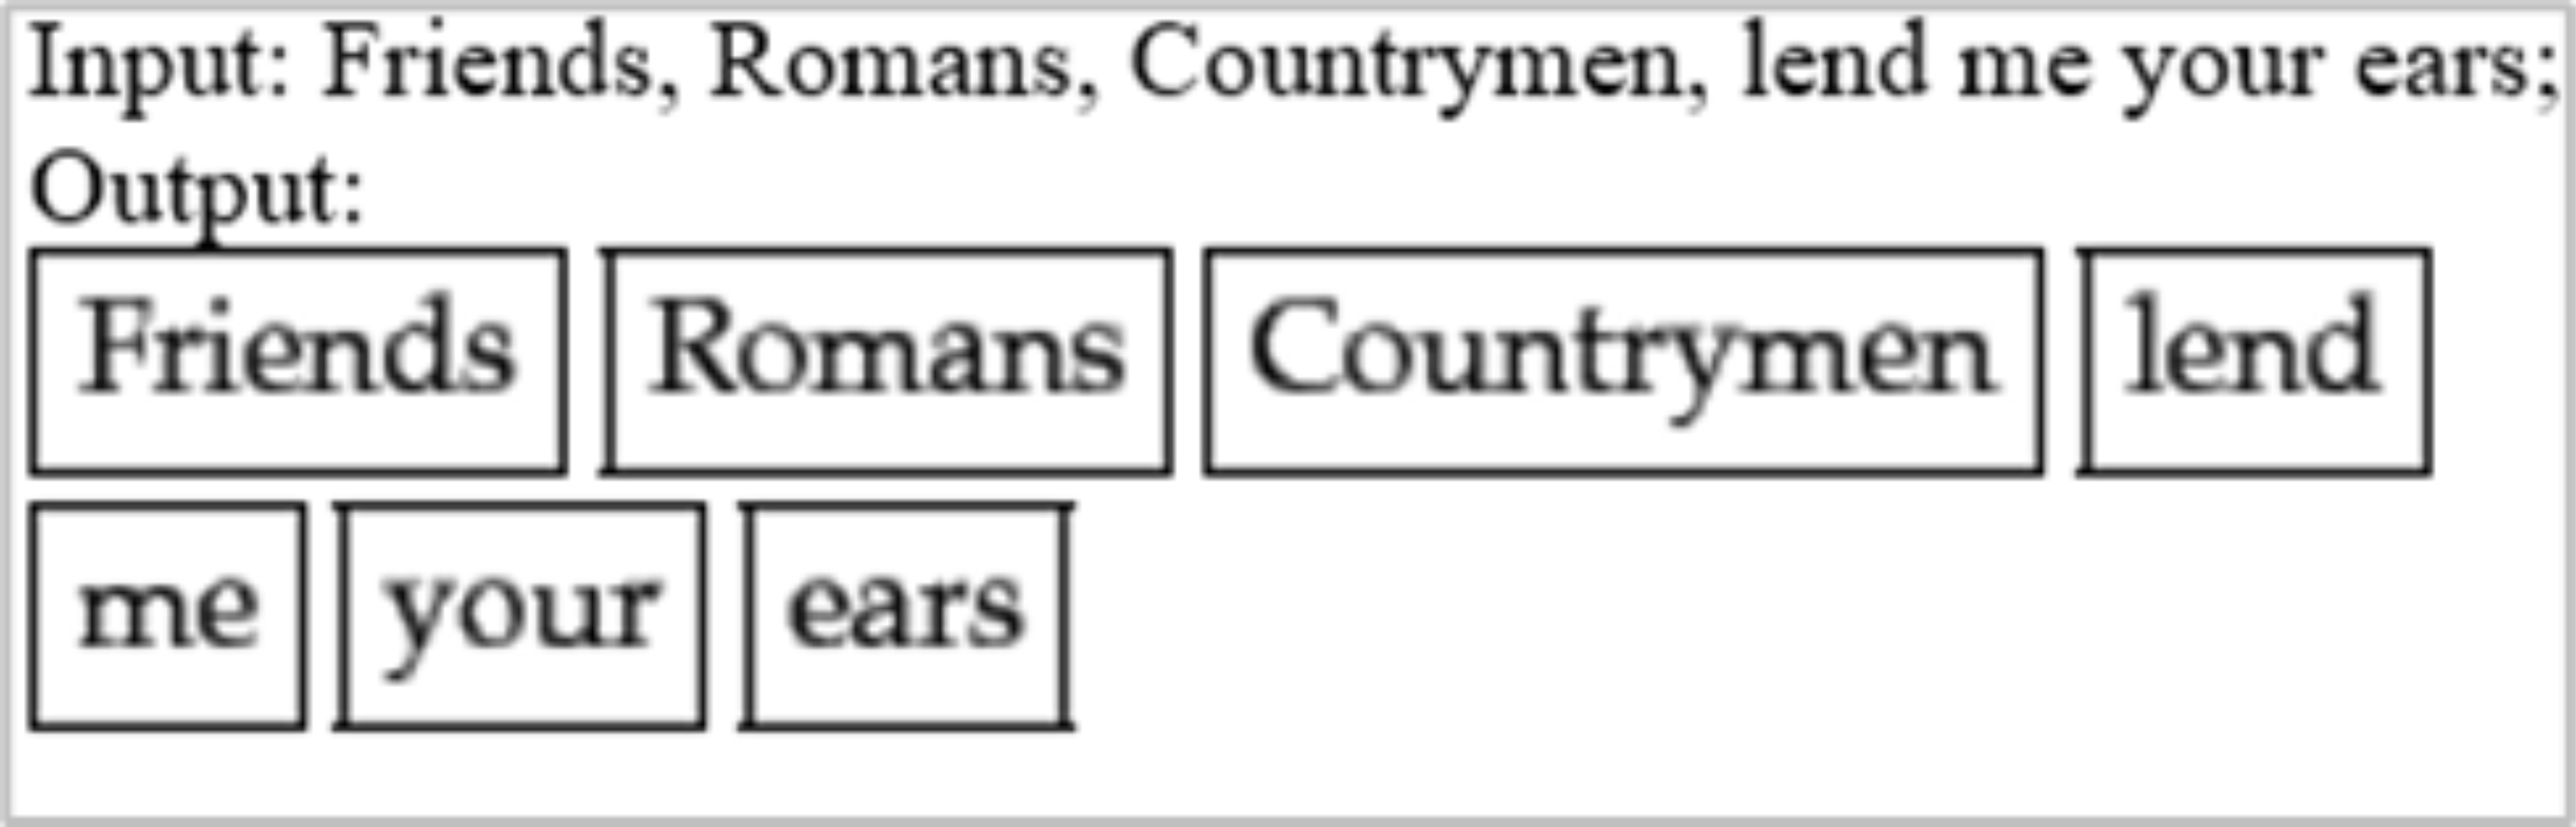 Input: Friends, Romans, Countrymen, lend me your ears;
Output:
Friends Romans Countrymen lend
me your ears